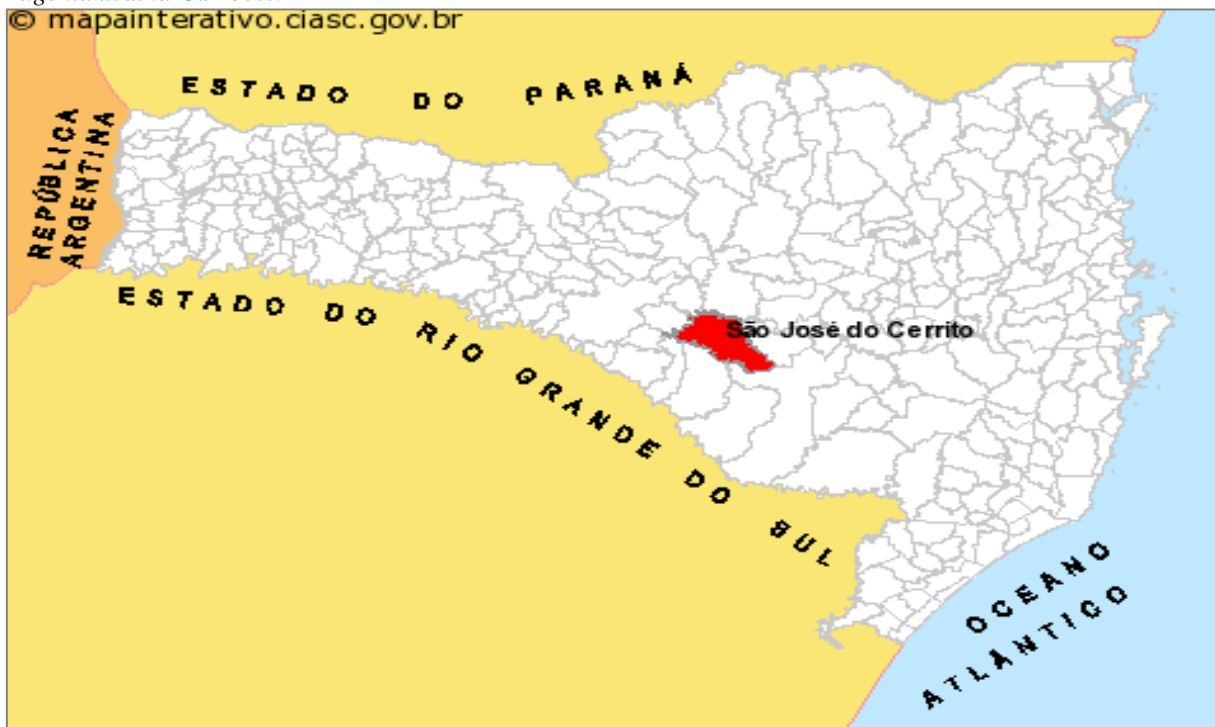 © mapainterativo.ciasc.gov.br
ESTADO DO PARANÁ
REPÚBLICA
ARGENTINA
ESTADO DO RIO GRANDE DO SUL
São José do Cerrito
OCEANO
ATLÂNTICO